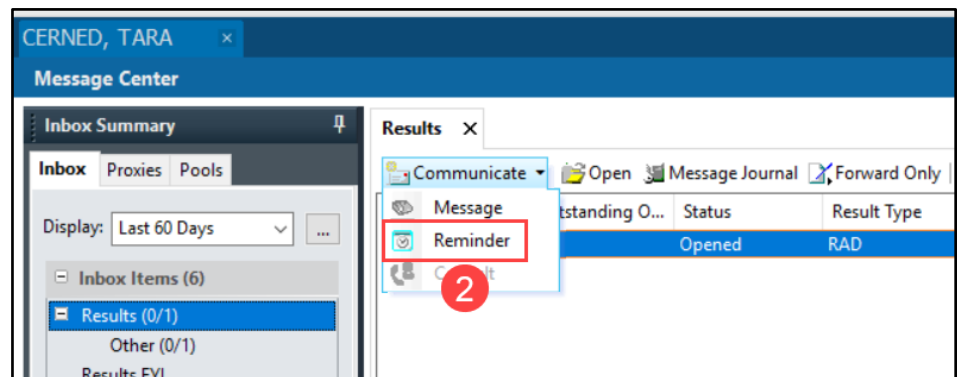 CERNED, TARA ×
Message Center
Inbox Summary
Inbox Proxies Pools
Display: Last 60 Days ...
Inbox Items (6)
Results (0/1)
Other (0/1)
Results FYI
Results ×
Communicate Open Message Journal Forward Only
Message
Reminder
2
tstanding O... Status Result Type
Opened RAD